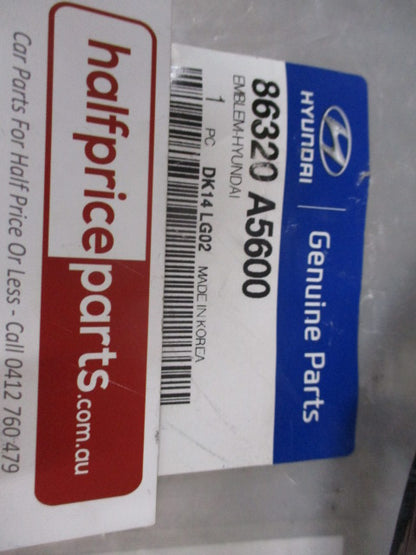 HYUNDAI | Genuine Parts
86320 A5600
EMBLEM-HYUNDAI
1 PC DK14 LG02 MADE IN KOREA
halfpriceparts.com.au
Car Parts For Half Price Or Less - Call 0412 760 479